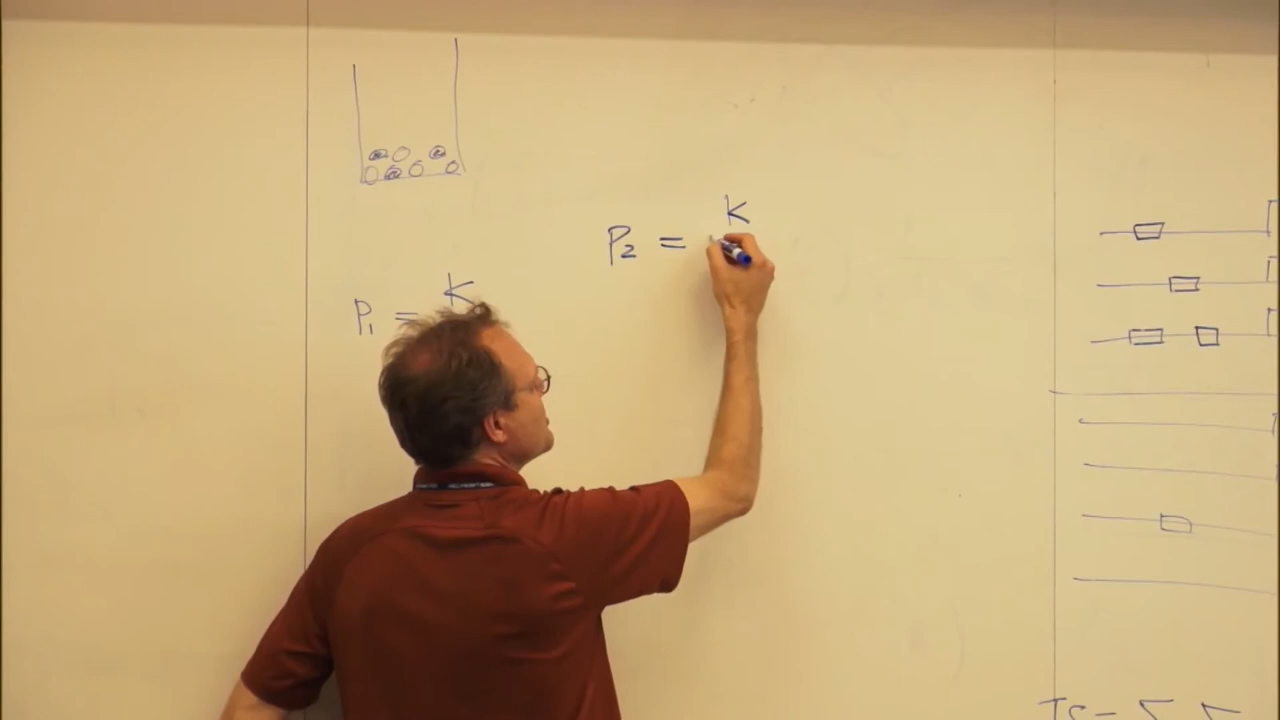 K
P₂ =
K
P₁ =